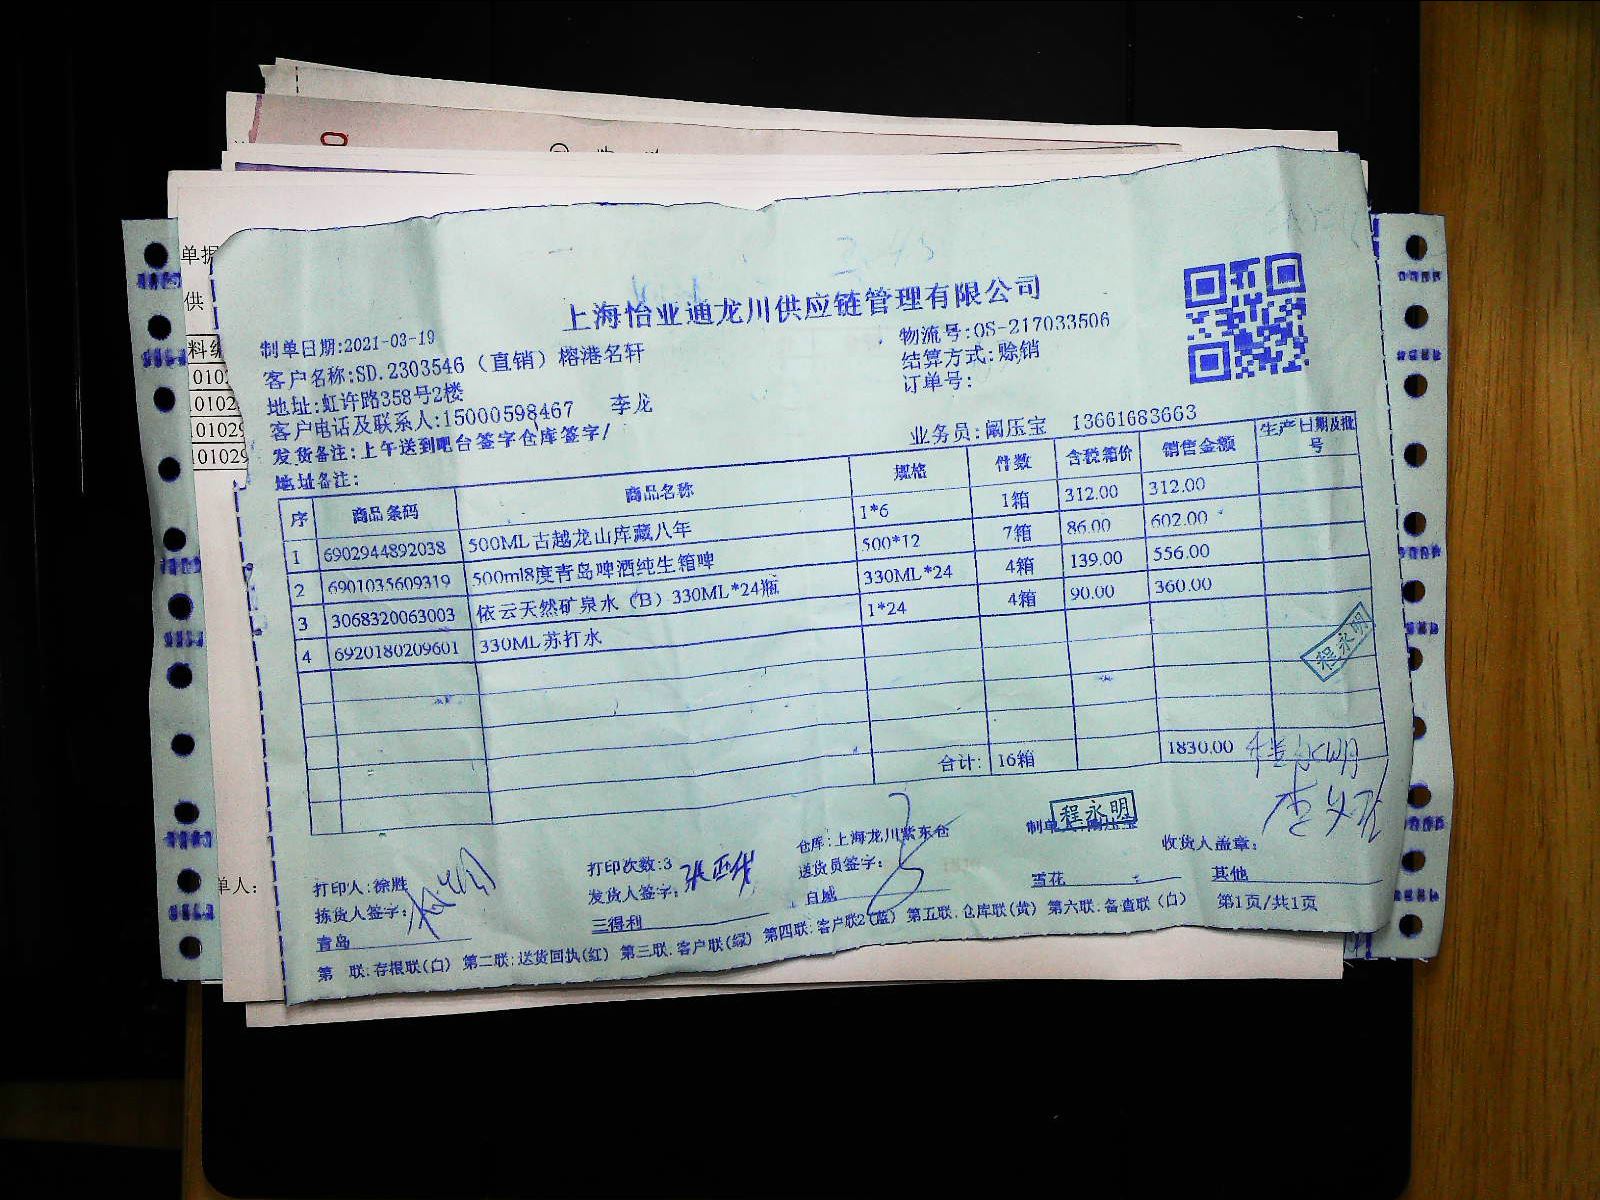 上海怡亚通龙川供应链管理有限公司
制单日期:2021-03-19
物流号:OS-217033506
客户名称:SD.2303546（直销）榕港名轩
结算方式:赊销
地址:虹许路358号2楼
订单号:
客户电话及联系人:15000598467 李龙
业务员:阚压宝 13661683663
发货备注:上午送到吧台签字仓库签字/
地址备注:
序 商品条码 商品名称 规格 件数 含税箱价 销售金额 生产日期及批号
1 6902944892038 500ML古越龙山库藏八年 1*6 1箱 312.00 312.00
2 6901035609319 500ml8度青岛啤酒纯生箱啤 500*12 7箱 86.00 602.00
3 3068320063003 依云天然矿泉水（B）330ML*24瓶 330ML*24 4箱 139.00 556.00
4 6920180209601 330ML苏打水 1*24 4箱 90.00 360.00
程永明
合计: 16箱 1830.00
程永明
打印人:徐胜 打印次数:3 仓库:上海龙川紫东仓 制单
拣货人签字: 发货人签字: 送货员签字: 收货人盖章:
青岛 三得利 百威 雪花 其他
第 联:存根联(白) 第二联:送货回执(红) 第三联:客户联(绿) 第四联:客户联2(蓝) 第五联:仓库联(黄) 第六联:备查联(白) 第1页/共1页
单据
供
料编
0102
0102
01029
01029
单人: